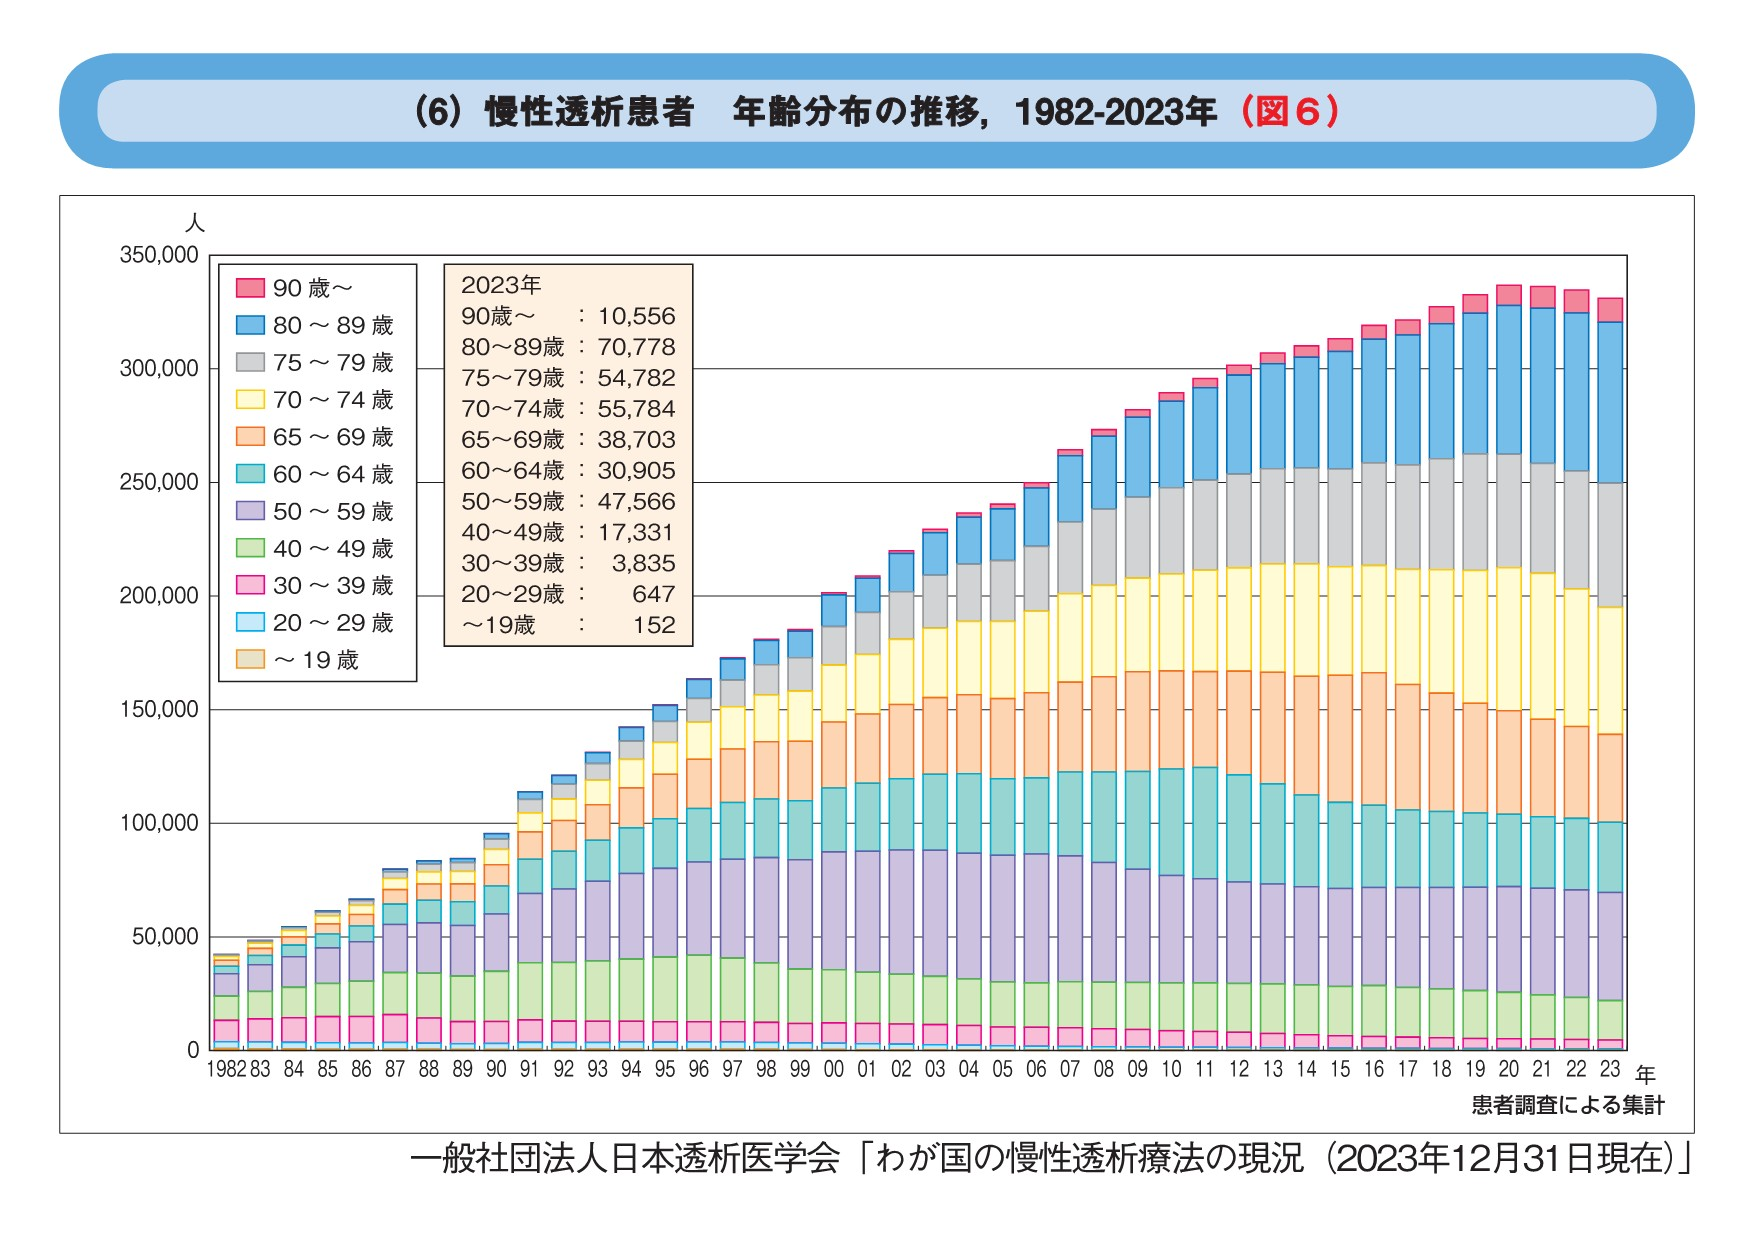 (6) 慢性透析患者　年齢分布の推移, 1982-2023年（図6）
人
350,000
300,000
250,000
200,000
150,000
100,000
50,000
0
90 歳～
80 ～ 89 歳
75 ～ 79 歳
70 ～ 74 歳
65 ～ 69 歳
60 ～ 64 歳
50 ～ 59 歳
40 ～ 49 歳
30 ～ 39 歳
20 ～ 29 歳
～ 19 歳
2023年
90歳～ ： 10,556
80～89歳 ： 70,778
75～79歳 ： 54,782
70～74歳 ： 55,784
65～69歳 ： 38,703
60～64歳 ： 30,905
50～59歳 ： 47,566
40～49歳 ： 17,331
30～39歳 ： 3,835
20～29歳 ： 647
～19歳 ： 152
1982 83 84 85 86 87 88 89 90 91 92 93 94 95 96 97 98 99 00 01 02 03 04 05 06 07 08 09 10 11 12 13 14 15 16 17 18 19 20 21 22 23 年
患者調査による集計
一般社団法人日本透析医学会「わが国の慢性透析療法の現況（2023年12月31日現在）」